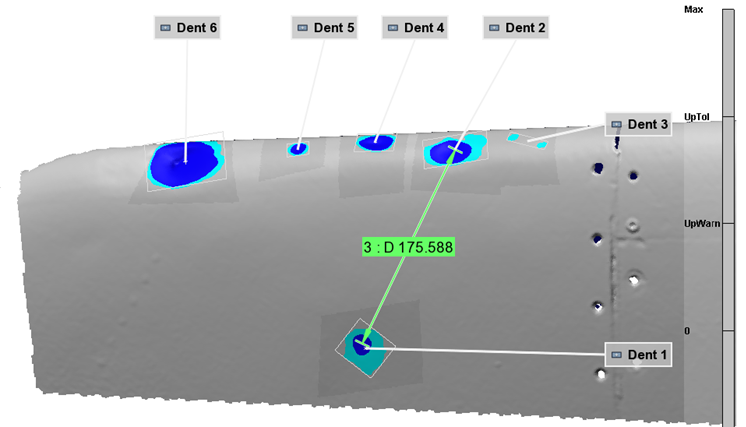 Max
Dent 6
Dent 5
Dent 4
Dent 2
UpTol
Dent 3
UpWarn
3 : D 175.588
0
Dent 1